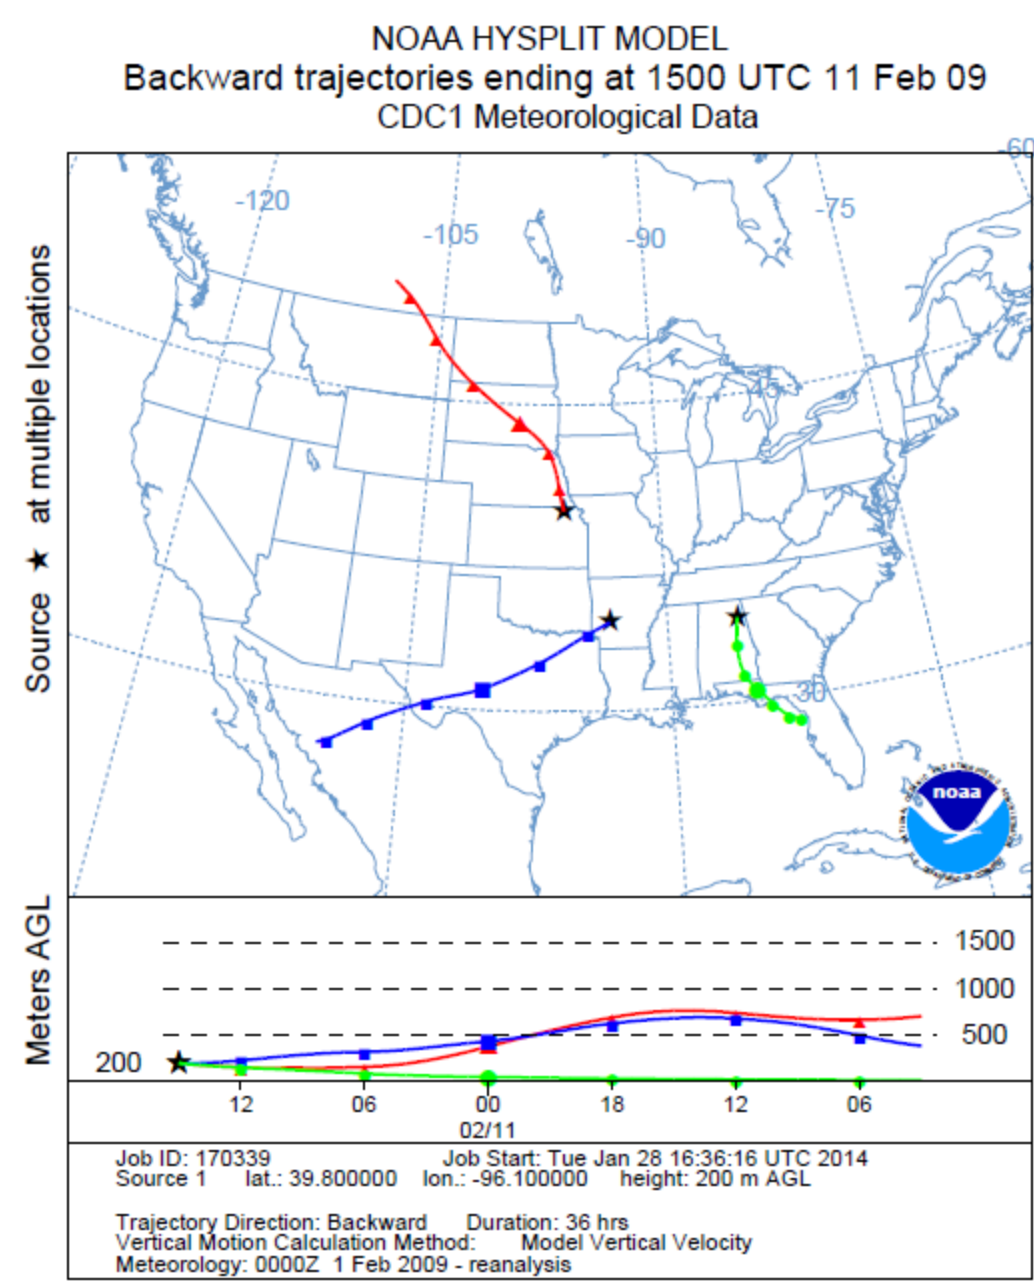 NOAA HYSPLIT MODEL
Backward trajectories ending at 1500 UTC 11 Feb 09
CDC1 Meteorological Data
-60
-120
-75
-105
-90
45
30
Source ★ at multiple locations
noaa
Meters AGL
1500
1000
500
200
12 06 00 18 12 06
02/11
Job ID: 170339 Job Start: Tue Jan 28 16:36:16 UTC 2014
Source 1 lat.: 39.800000 lon.: -96.100000 height: 200 m AGL
Trajectory Direction: Backward Duration: 36 hrs
Vertical Motion Calculation Method: Model Vertical Velocity
Meteorology: 0000Z 1 Feb 2009 - reanalysis